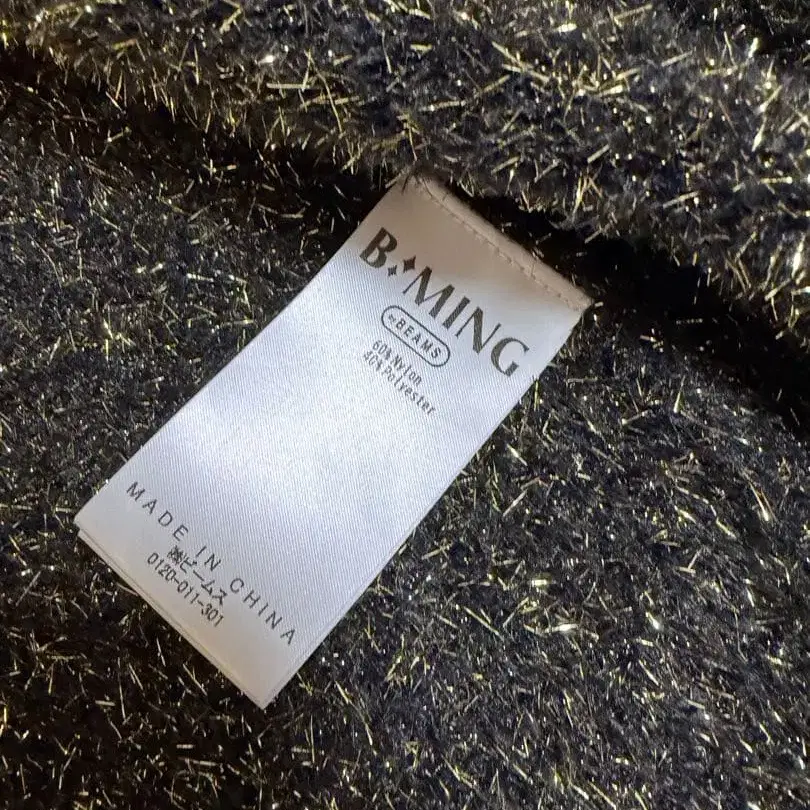 B:MING
by BEAMS
60% Nylon
40% Polyester
MADE IN CHINA
㈱ビームス
0120-011-301